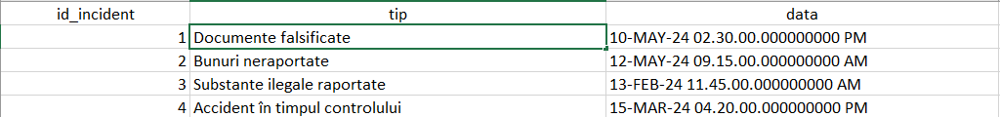 id_incident tip data
1 Documente falsificate 10-MAY-24 02.30.00.000000000 PM
2 Bunuri neraportate 12-MAY-24 09.15.00.000000000 AM
3 Substante ilegale raportate 13-FEB-24 11.45.00.000000000 AM
4 Accident în timpul controlului 15-MAR-24 04.20.00.000000000 PM